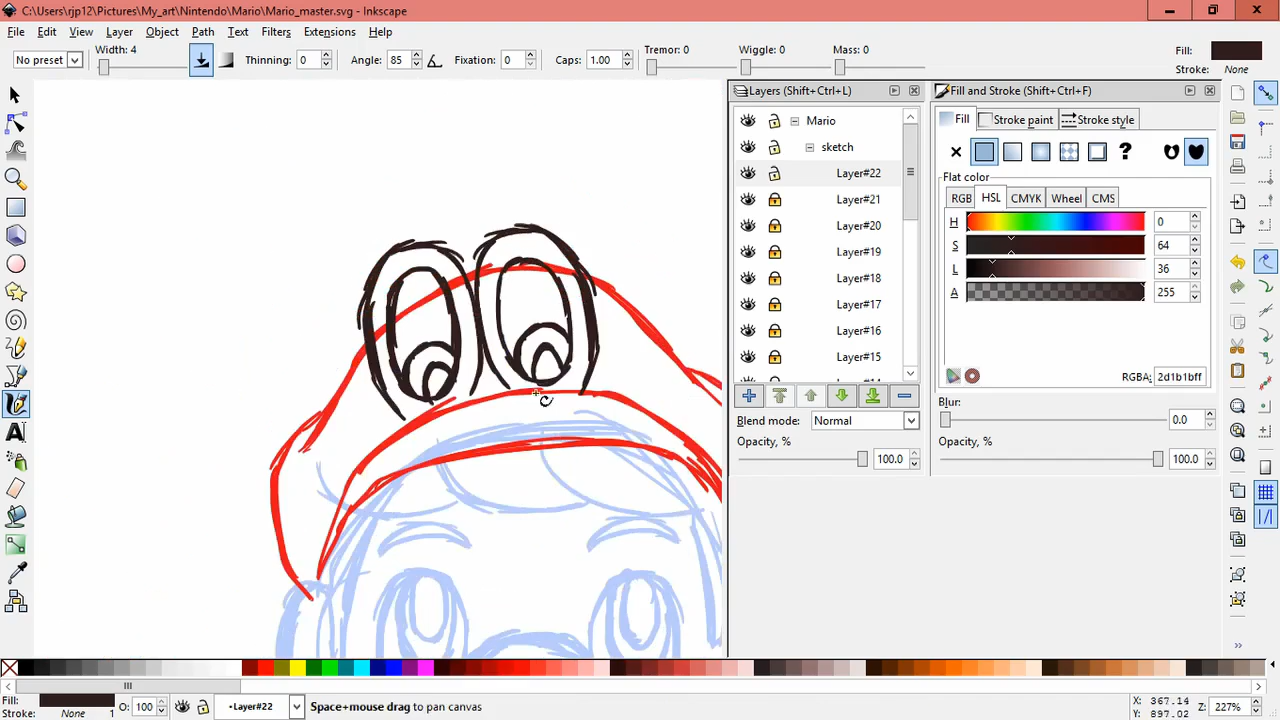 C:\Users\rjp12\Pictures\My_art\Nintendo\Mario\Mario_master.svg - Inkscape
File Edit View Layer Object Path Text Filters Extensions Help
No preset Width: 4 Thinning: 0 Angle: 85 Fixation: 0 Caps: 1.00 Tremor: 0 Wiggle: 0 Mass: 0 Fill:
Stroke: None
Layers (Shift+Ctrl+L) Fill and Stroke (Shift+Ctrl+F)
Mario
sketch
Layer#22
Layer#21
Layer#20
Layer#19
Layer#18
Layer#17
Layer#16
Layer#15
Blend mode: Normal
Opacity, % 100.0
Fill Stroke paint Stroke style
Flat color
RGB HSL CMYK Wheel CMS
H 0
S 64
L 36
A 255
RGBA: 2d1b1bff
Blur:
0.0
Opacity, %
100.0
Fill: O: 100 Layer#22 Space+mouse drag to pan canvas X: 367.14 Z: 227%
Stroke: None 1 Y: 897.02